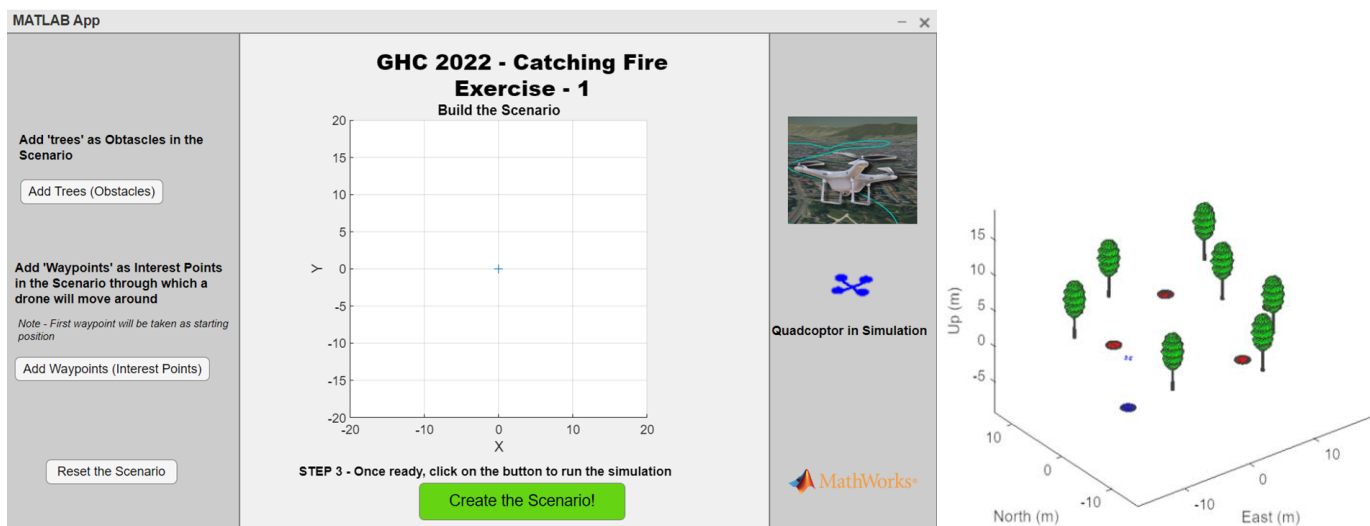 MATLAB App
GHC 2022 - Catching Fire
Exercise - 1
Build the Scenario
Add 'trees' as Obtascles in the
Scenario
Add Trees (Obstacles)
Add 'Waypoints' as Interest Points
in the Scenario through which a
drone will move around
Note - First waypoint will be taken as starting
position
Add Waypoints (Interest Points)
Reset the Scenario
20
15
10
5
0
-5
-10
-15
-20
Y
-20 -10 0 10 20
X
STEP 3 - Once ready, click on the button to run the simulation
Create the Scenario!
Quadcoptor in Simulation
MathWorks®
15
10
5
0
-5
Up (m)
10
0
-10
North (m)
-10
0
10
East (m)